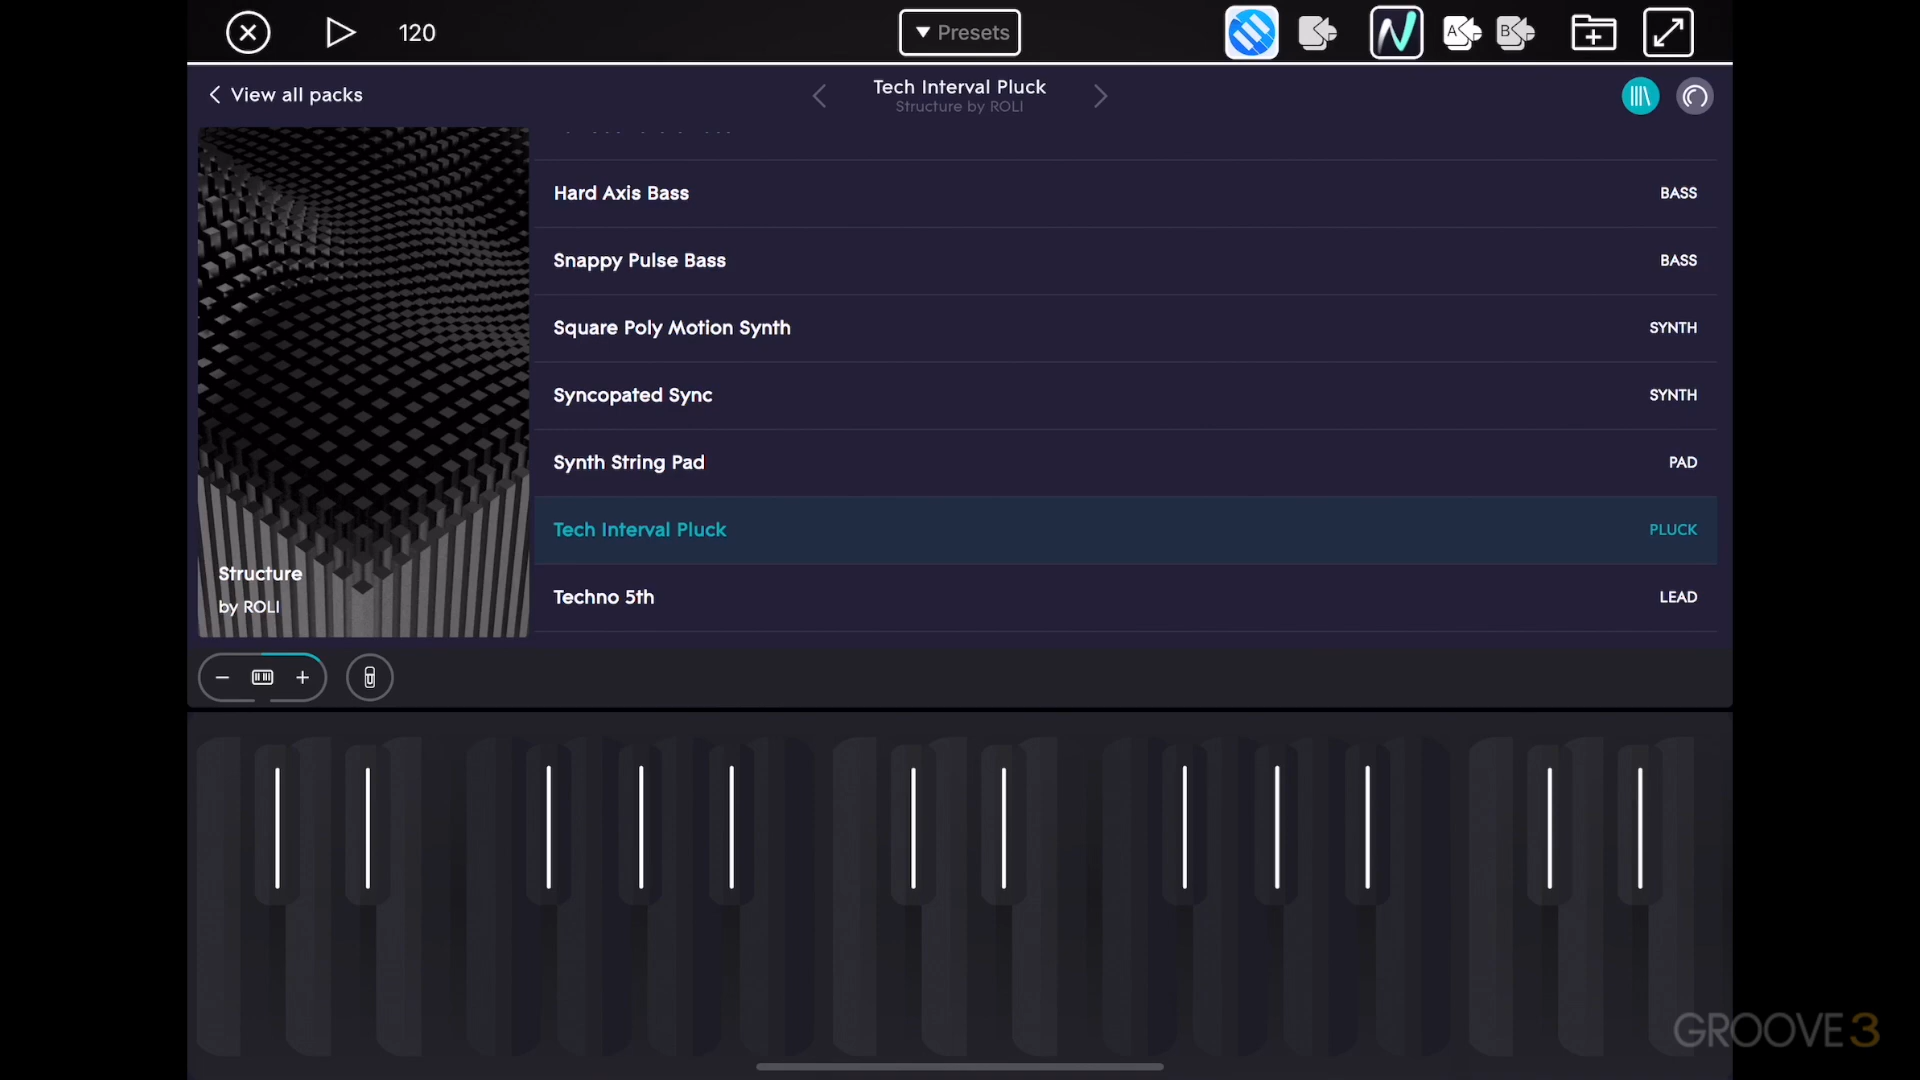 120
▼ Presets
A
B
View all packs
Tech Interval Pluck
Structure by ROLI
Hard Axis Bass BASS
Snappy Pulse Bass BASS
Square Poly Motion Synth SYNTH
Syncopated Sync SYNTH
Synth String Pad PAD
Tech Interval Pluck PLUCK
Techno 5th LEAD
Structure
by ROLI
GROOVE 3